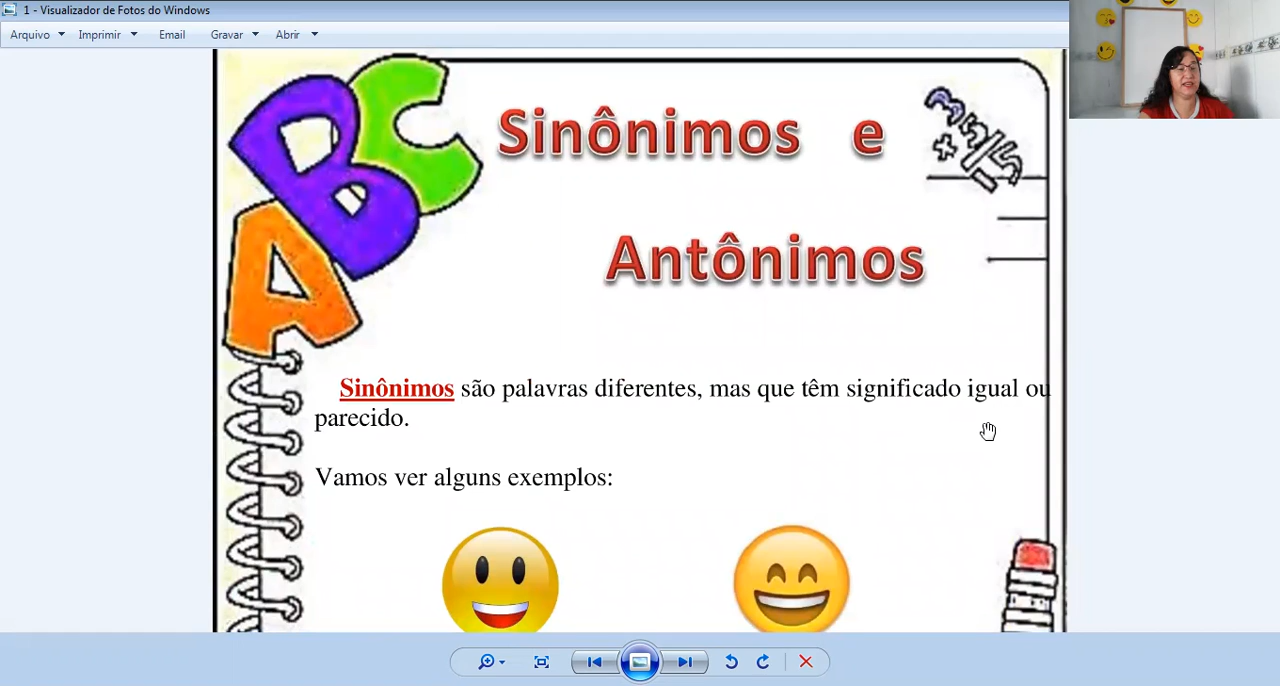 1 - Visualizador de Fotos do Windows
Arquivo Imprimir Email Gravar Abrir
ABC
Sinônimos e
Antônimos
Sinônimos são palavras diferentes, mas que têm significado igual ou
parecido.
Vamos ver alguns exemplos: